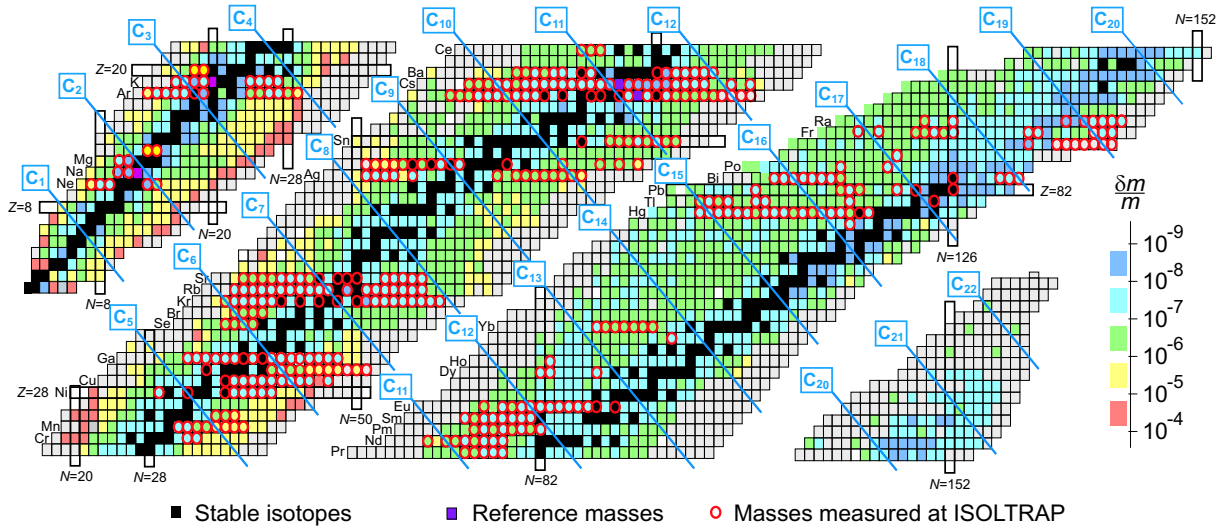 C1
C2
C3
C4
Z=20
K
Ar
Mg
Na
Ne
Z=8
N=8
N=20
N=28
C5
C6
C7
C8
C9
C10
C11
C12
Ce
Ba
Cs
Sn
Ag
Sr
Rb
Kr
Br
Se
Ga
Cu
Z=28 Ni
Mn
Cr
N=20
N=28
N=50
C11
C12
C13
C14
C15
C16
C17
C18
C19
C20
N=152
Ra
Fr
Po
Bi
Pb
Tl
Hg
Yb
Ho
Dy
Eu
Sm
Pm
Nd
Pr
N=82
Z=82
N=126
C20
C21
C22
N=152
δm
m
10⁻⁹
10⁻⁸
10⁻⁷
10⁻⁶
10⁻⁵
10⁻⁴
Stable isotopes
Reference masses
Masses measured at ISOLTRAP